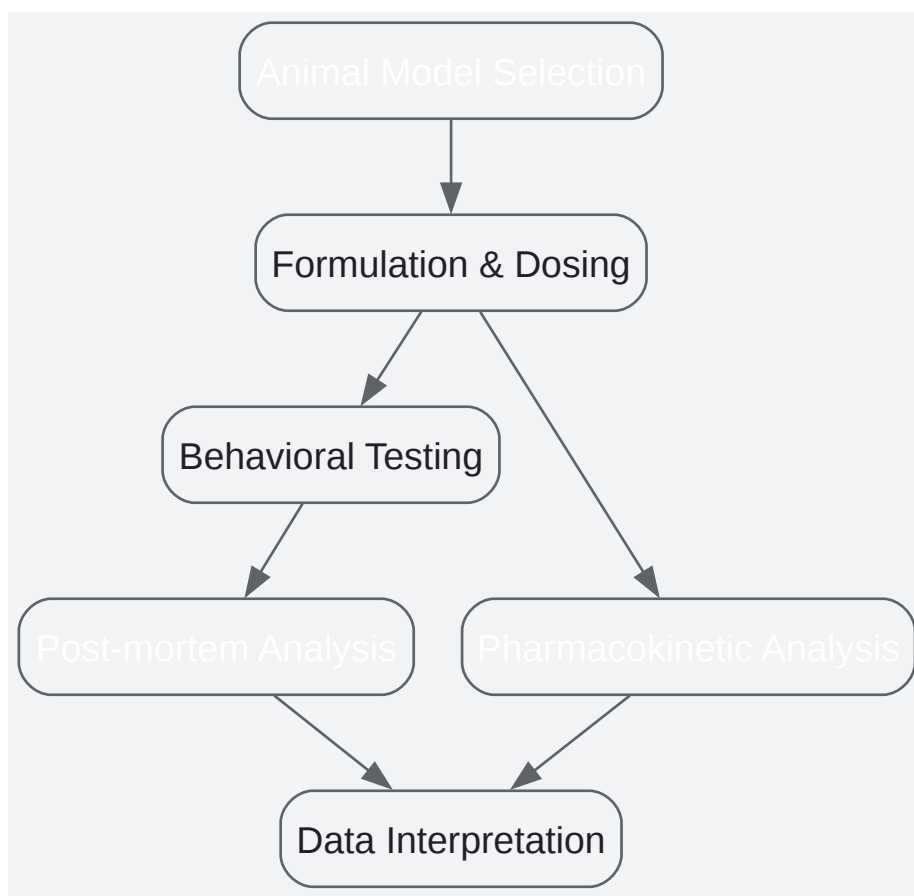 Animal Model Selection
Formulation & Dosing
Behavioral Testing
Post-mortem Analysis
Pharmacokinetic Analysis
Data Interpretation